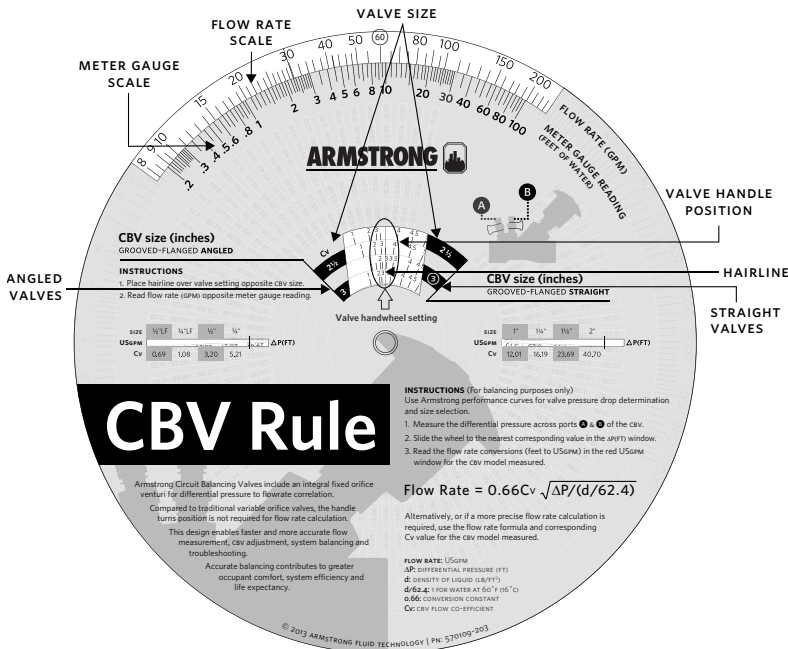 VALVE SIZE
FLOW RATE
SCALE
METER GAUGE
SCALE
8 9 10 15 20 30 40 50 60 80 100 150 200
.2 .3 .4 .5 .6 .8 1 2 3 4 5 6 8 10 20 30 40 60 80 100
FLOW RATE (GPM)
METER GAUGE READING
(FEET OF WATER)
ARMSTRONG
A
B
VALVE HANDLE
POSITION
CBV size (inches)
GROOVED-FLANGED ANGLED
INSTRUCTIONS
1. Place hairline over valve setting opposite CBV SIZE.
2. Read flow rate (GPM) opposite meter gauge reading.
Cv
2½
3
2½
3
ANGLED
VALVES
HAIRLINE
CBV size (inches)
GROOVED-FLANGED STRAIGHT
STRAIGHT
VALVES
Valve handwheel setting
SIZE ½"LF ¾"LF ½" ¾"
USGPM ΔP(FT)
Cv 0,69 1,08 3,20 5,21
SIZE 1" 1¼" 1½" 2"
USGPM ΔP(FT)
Cv 12,01 16,19 23,69 40,70
CBV Rule
Armstrong Circuit Balancing Valves include an integral fixed orifice
venturi for differential pressure to flowrate correlation.
Compared to traditional variable orifice valves, the handle
turns position is not required for flow rate calculation.
This design enables faster and more accurate flow
measurement, CBV adjustment, system balancing and
troubleshooting.
Accurate balancing contributes to greater
occupant comfort, system efficiency and
life expectancy.
INSTRUCTIONS (For balancing purposes only)
Use Armstrong performance curves for valve pressure drop determination
and size selection.
1. Measure the differential pressure across ports A & B of the CBV.
2. Slide the wheel to the nearest corresponding value in the ΔP(FT) window.
3. Read the flow rate conversions (feet to USGPM) in the red USGPM
window for the CBV model measured.
Flow Rate = 0.66Cv √ΔP/(d/62.4)
Alternatively, or if a more precise flow rate calculation is
required, use the flow rate formula and corresponding
Cv value for the CBV model measured.
FLOW RATE: USGPM
ΔP: DIFFERENTIAL PRESSURE (FT)
d: DENSITY OF LIQUID (LB/FT³)
d/62.4: 1 FOR WATER AT 60°F (16°C)
0.66: CONVERSION CONSTANT
Cv: CBV FLOW CO-EFFICIENT
© 2013 ARMSTRONG FLUID TECHNOLOGY | PN: 570109-203